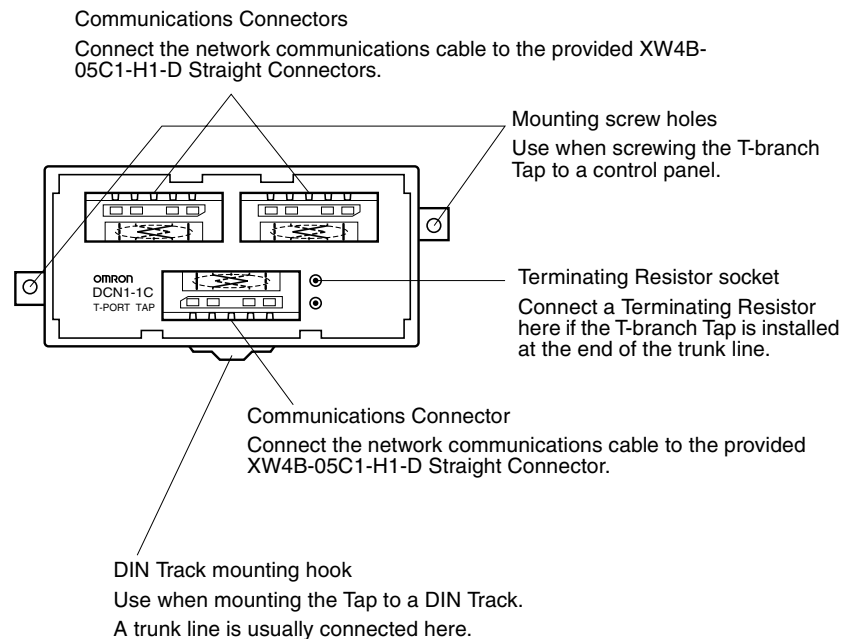 Communications Connectors
Connect the network communications cable to the provided XW4B-
05C1-H1-D Straight Connectors.
Mounting screw holes
Use when screwing the T-branch
Tap to a control panel.
OMRON
DCN1-1C
T-PORT TAP
Terminating Resistor socket
Connect a Terminating Resistor
here if the T-branch Tap is installed
at the end of the trunk line.
Communications Connector
Connect the network communications cable to the provided
XW4B-05C1-H1-D Straight Connector.
DIN Track mounting hook
Use when mounting the Tap to a DIN Track.
A trunk line is usually connected here.